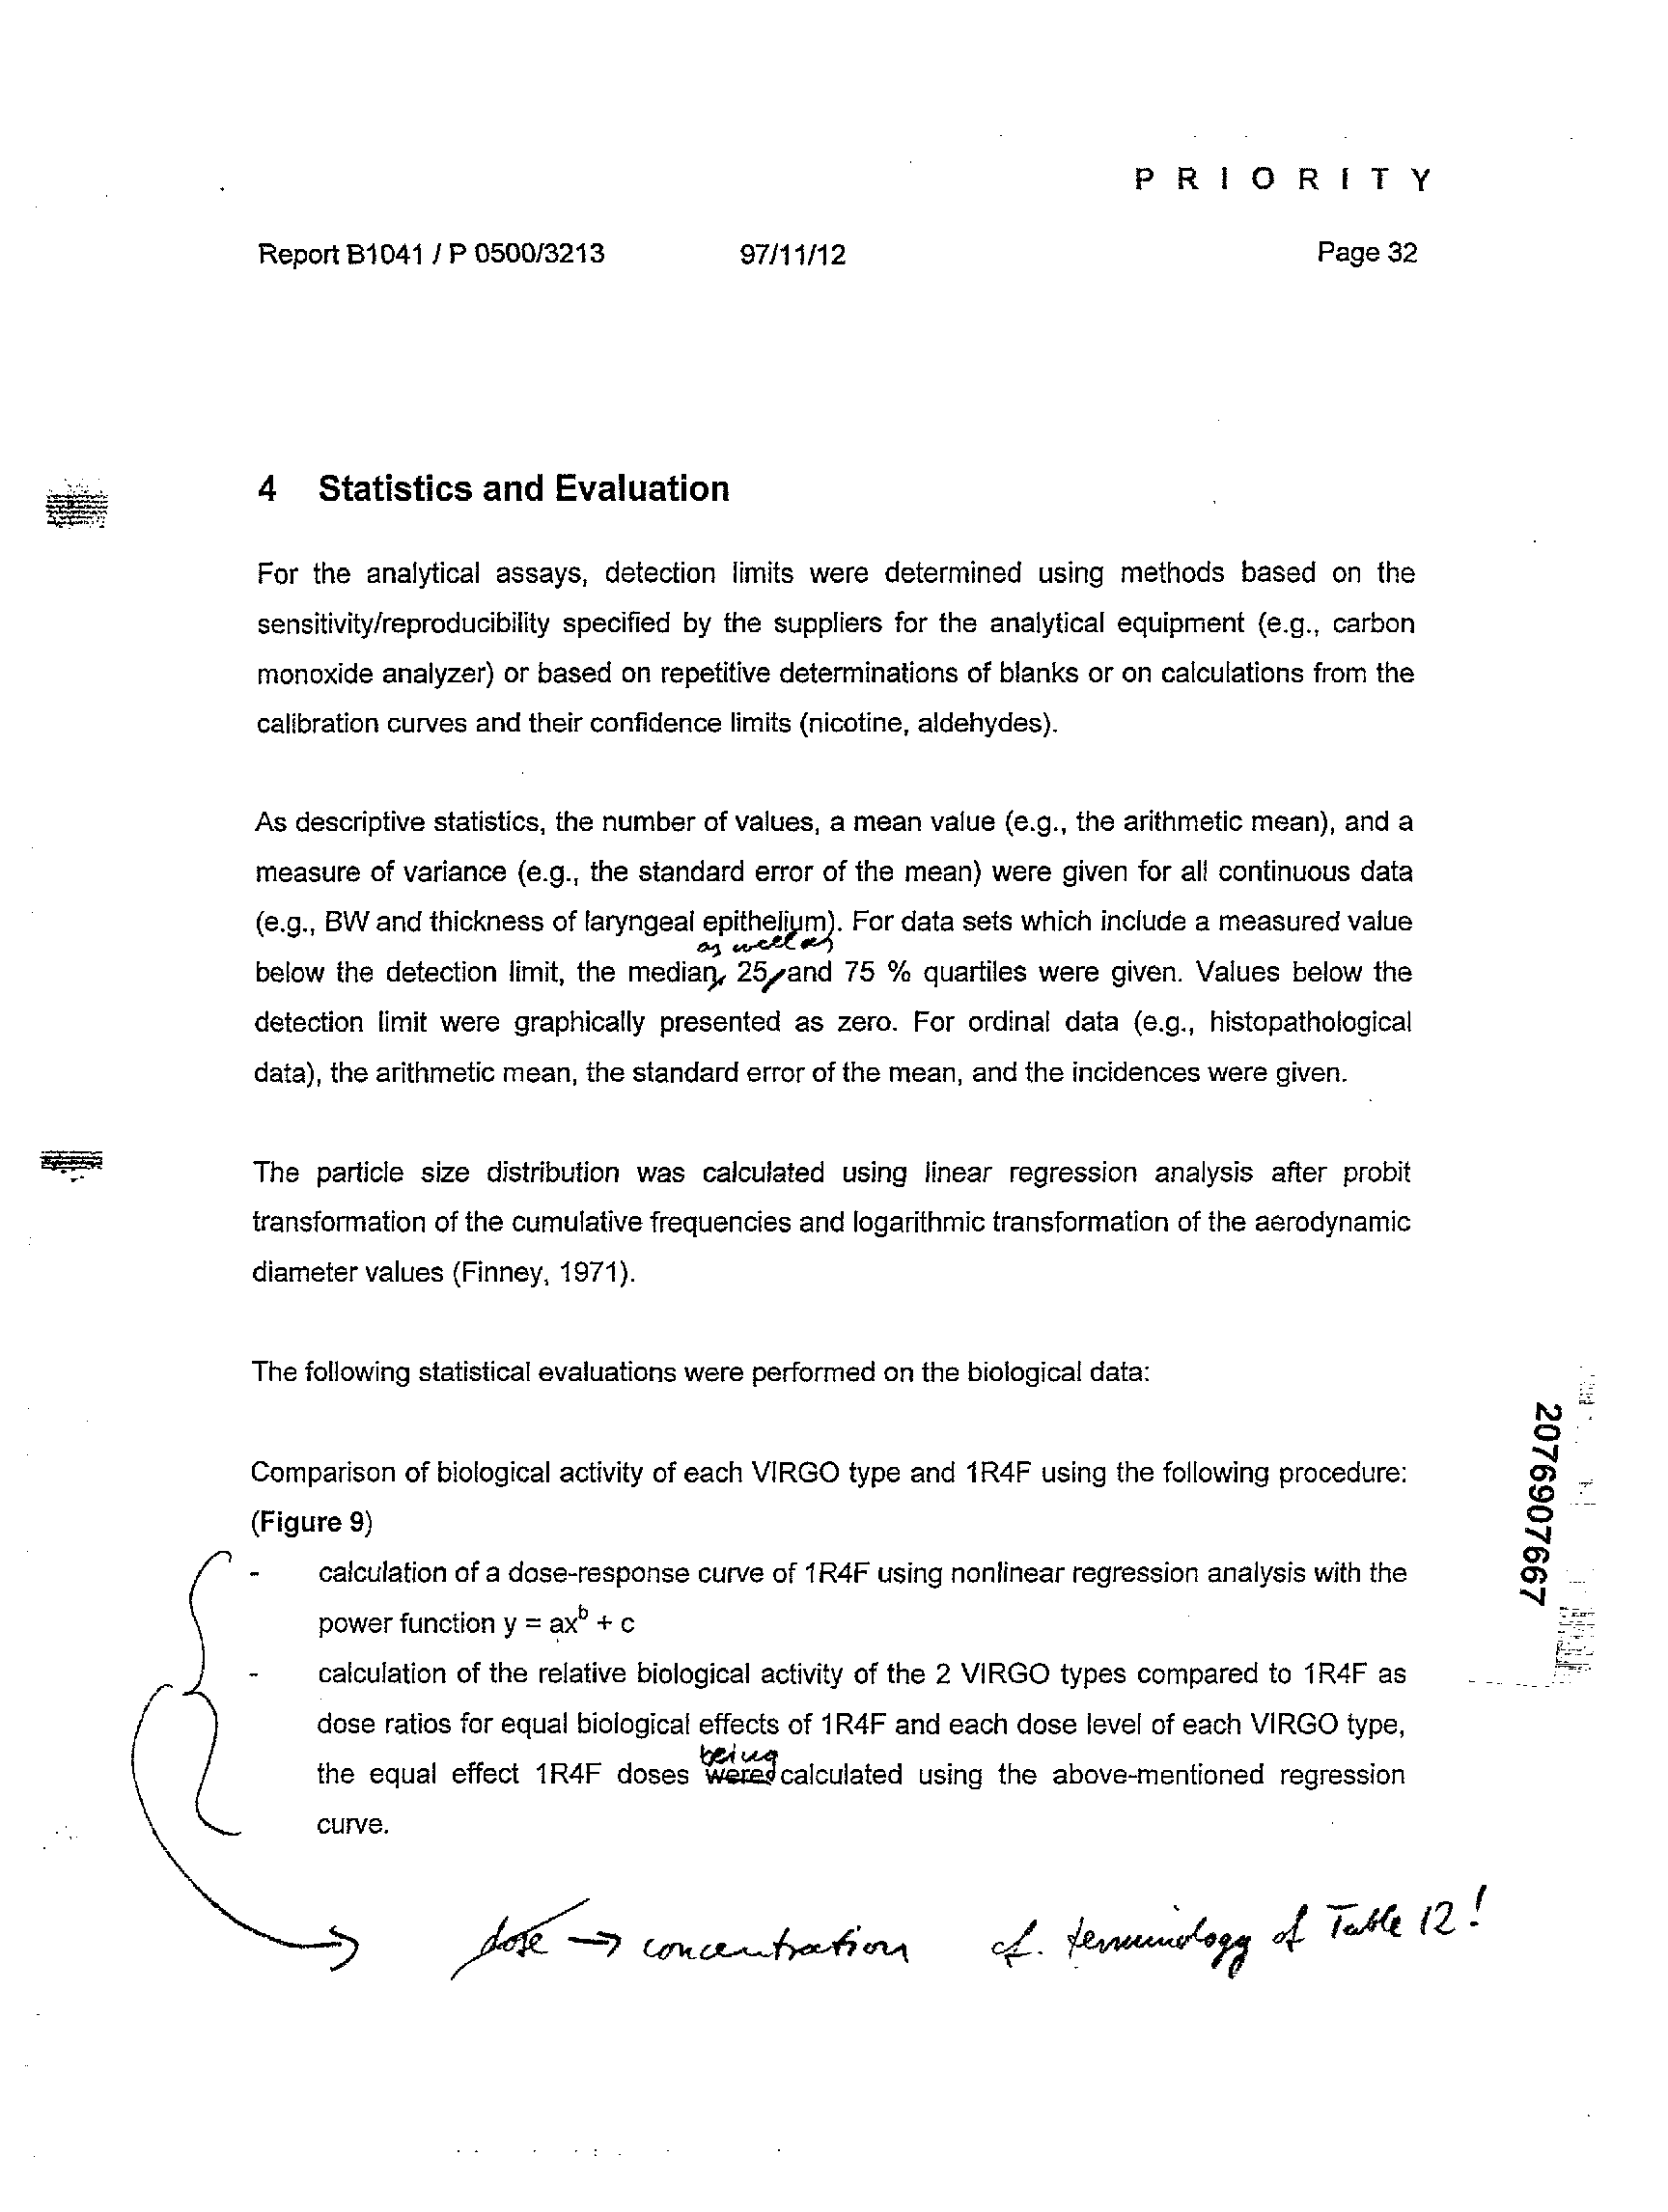 P R I O R I T Y
Report B1041 / P 0500/3213 97/11/12 Page 32
4 Statistics and Evaluation
For the analytical assays, detection limits were determined using methods based on the
sensitivity/reproducibility specified by the suppliers for the analytical equipment (e.g., carbon
monoxide analyzer) or based on repetitive determinations of blanks or on calculations from the
calibration curves and their confidence limits (nicotine, aldehydes).
As descriptive statistics, the number of values, a mean value (e.g., the arithmetic mean), and a
measure of variance (e.g., the standard error of the mean) were given for all continuous data
(e.g., BW and thickness of laryngeal epithelium). For data sets which include a measured value
as well as
below the detection limit, the median, 25, and 75 % quartiles were given. Values below the
detection limit were graphically presented as zero. For ordinal data (e.g., histopathological
data), the arithmetic mean, the standard error of the mean, and the incidences were given.
The particle size distribution was calculated using linear regression analysis after probit
transformation of the cumulative frequencies and logarithmic transformation of the aerodynamic
diameter values (Finney, 1971).
The following statistical evaluations were performed on the biological data:
Comparison of biological activity of each VIRGO type and 1R4F using the following procedure:
(Figure 9)
- calculation of a dose-response curve of 1R4F using nonlinear regression analysis with the
power function y = ax^b + c
- calculation of the relative biological activity of the 2 VIRGO types compared to 1R4F as
dose ratios for equal biological effects of 1R4F and each dose level of each VIRGO type,
being
the equal effect 1R4F doses were calculated using the above-mentioned regression
curve.
dose → concentration cf. terminology of Table 12!
2076907667